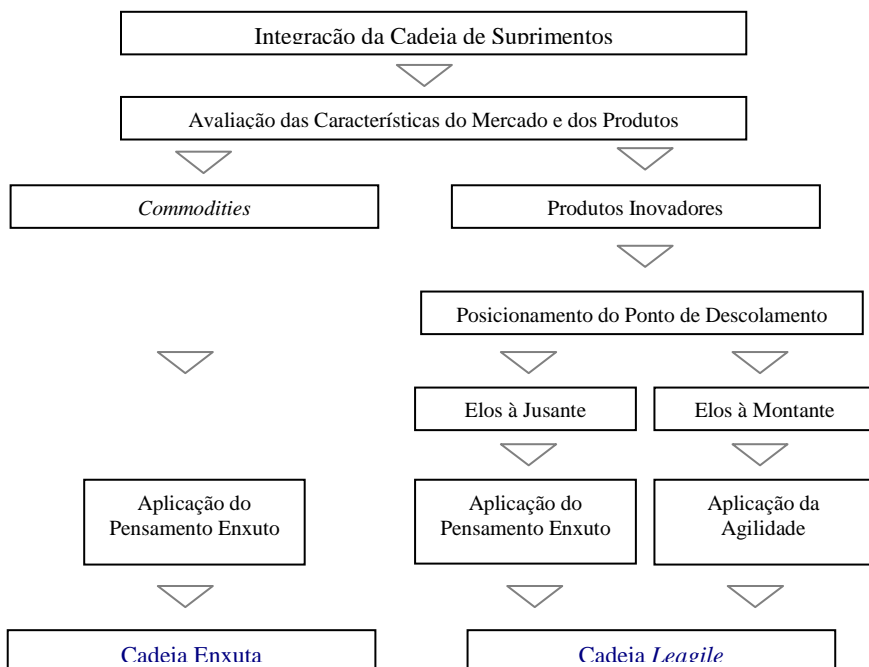 Integração da Cadeia de Suprimentos
Avaliação das Características do Mercado e dos Produtos
Commodities
Produtos Inovadores
Posicionamento do Ponto de Descolamento
Elos à Jusante
Elos à Montante
Aplicação do
Pensamento Enxuto
Aplicação do
Pensamento Enxuto
Aplicação da
Agilidade
Cadeia Enxuta
Cadeia Leagile